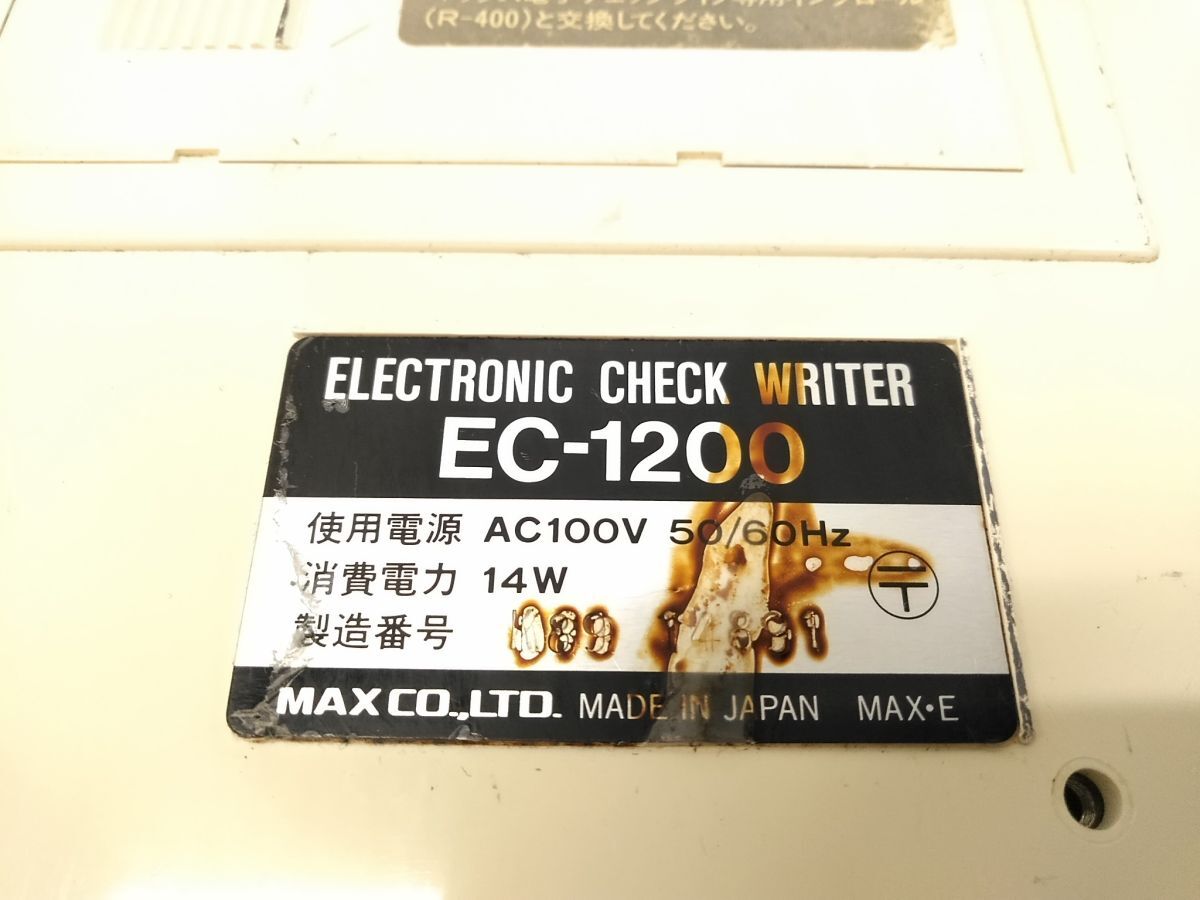 (R-400)と交換してください。
ELECTRONIC CHECK WRITER
EC-1200
使用電源 AC100V 50/60Hz
消費電力 14W
製造番号
MAX CO.,LTD. MADE IN JAPAN MAX·E